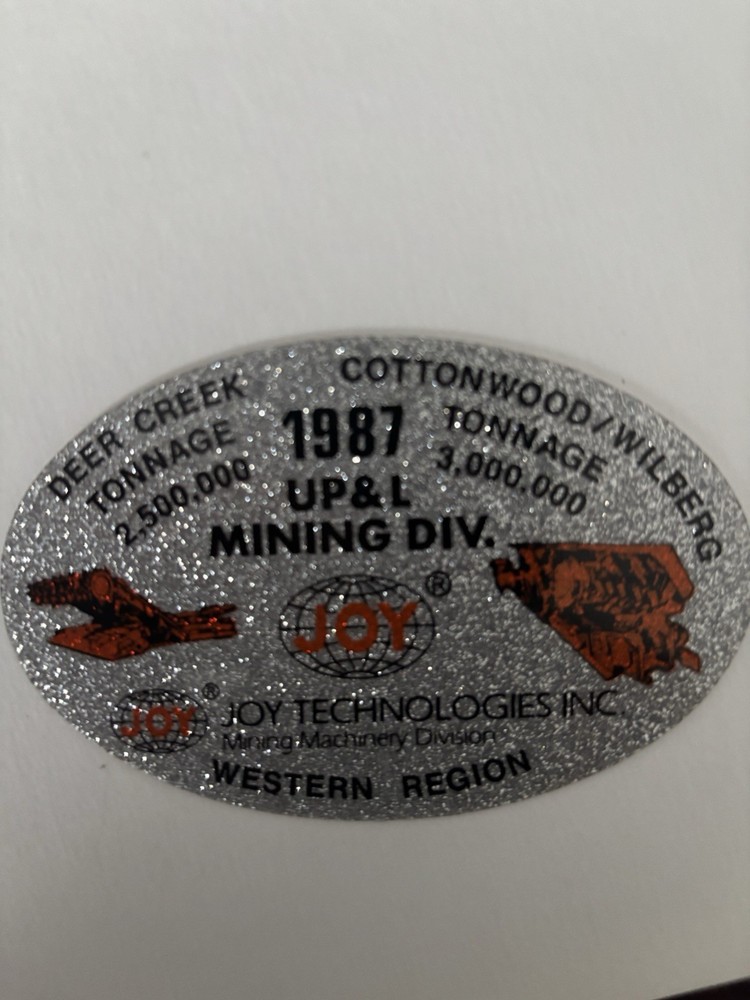 DEER CREEK
TONNAGE
2,500,000
COTTONWOOD/WILBERG
TONNAGE
3,000,000
1987
UP&L
MINING DIV.
JOY®
JOY® JOY TECHNOLOGIES INC.
Mining Machinery Division
WESTERN REGION